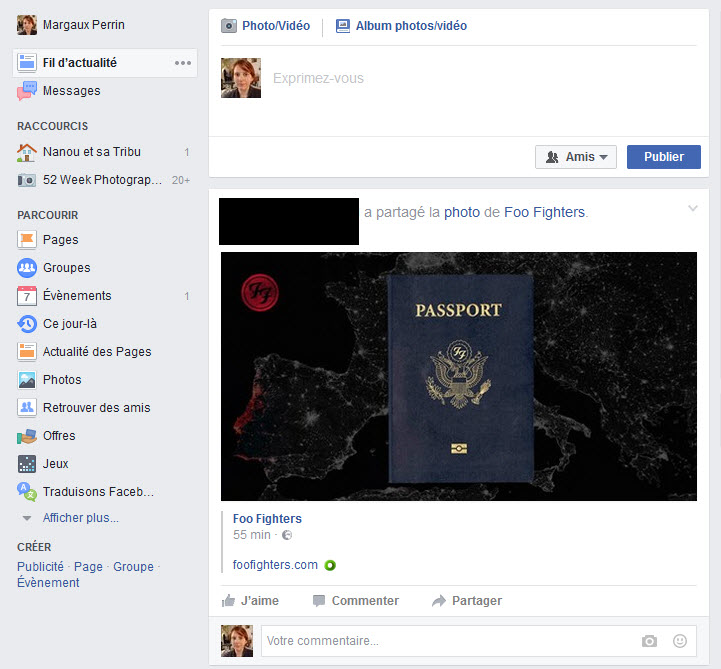 Margaux Perrin
Fil d'actualité
Messages
RACCOURCIS
Nanou et sa Tribu 1
52 Week Photograp... 20+
PARCOURIR
Pages
Groupes
7 Évènements 1
Ce jour-là
Actualité des Pages
Photos
Retrouver des amis
Offres
Jeux
Traduisons Faceb...
Afficher plus...
CRÉER
Publicité · Page · Groupe ·
Évènement
Photo/Vidéo
Album photos/vidéo
Exprimez-vous
Amis
Publier
a partagé la photo de Foo Fighters.
FF
PASSPORT
FF
Foo Fighters
55 min ·
foofighters.com
J'aime
Commenter
Partager
Votre commentaire...